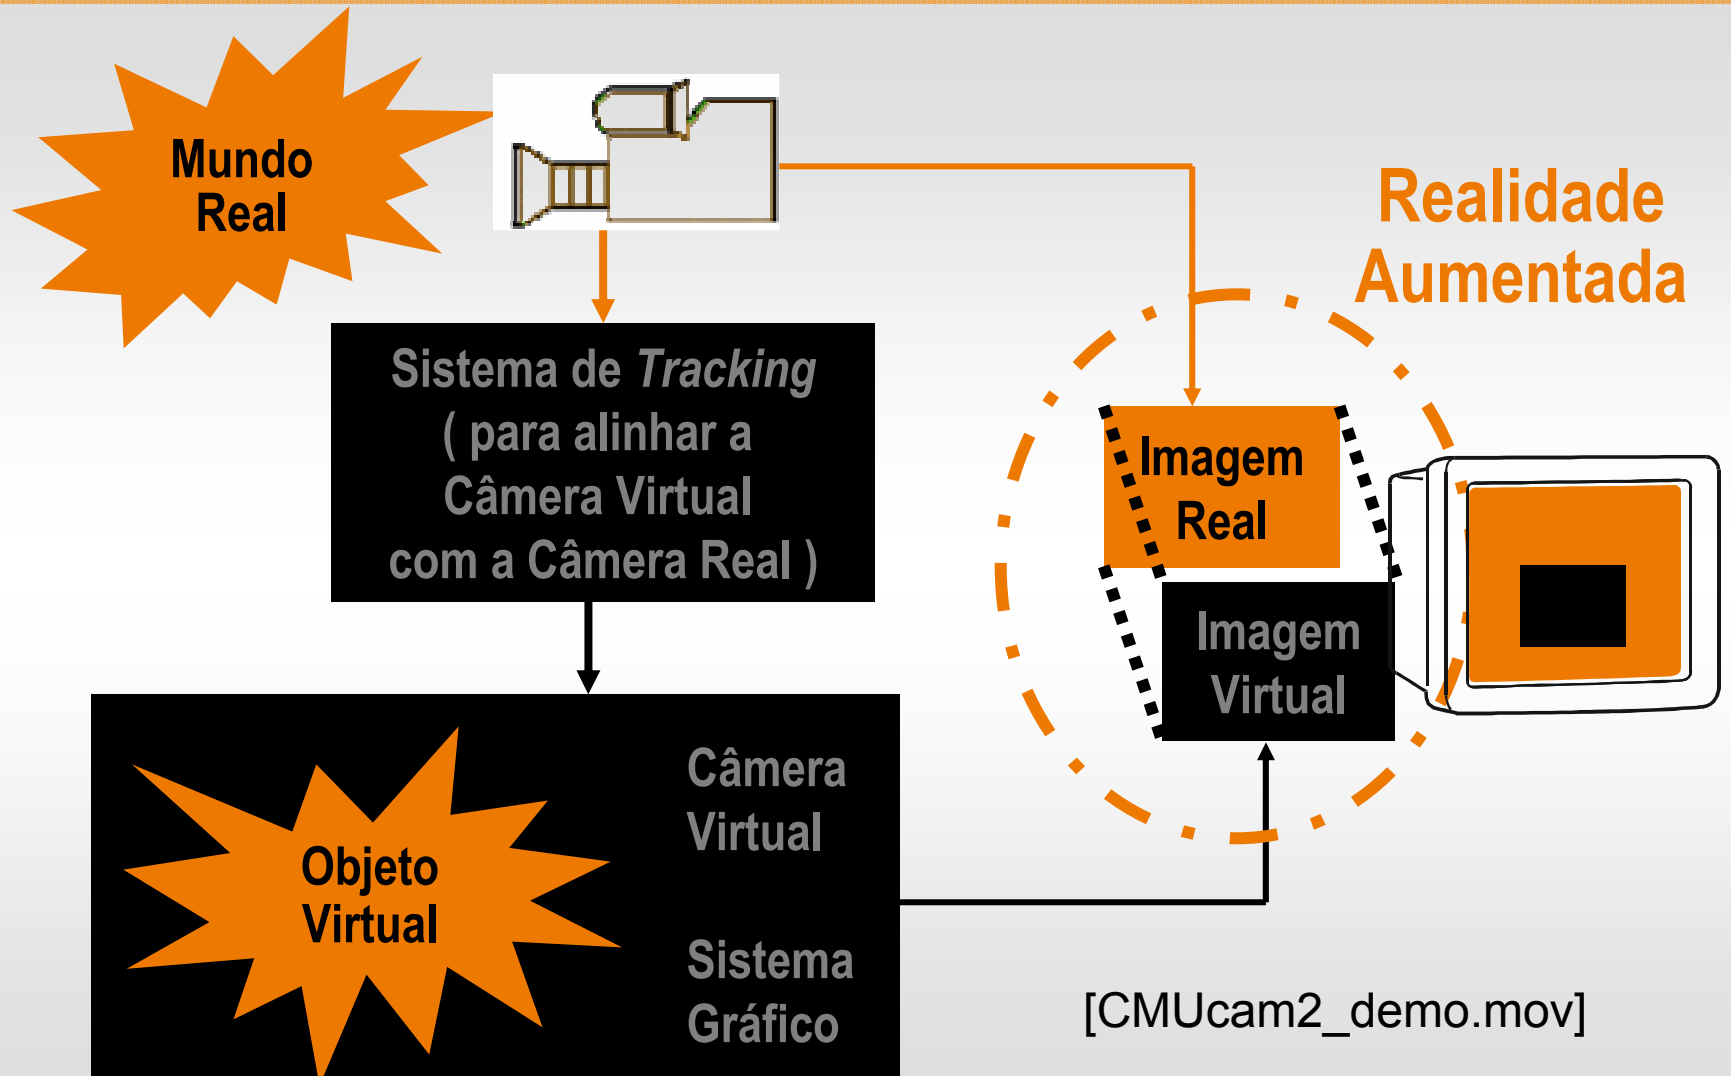 Mundo
Real
Realidade
Aumentada
Sistema de Tracking
( para alinhar a
Câmera Virtual
com a Câmera Real )
Imagem
Real
Imagem
Virtual
Câmera
Virtual
Objeto
Virtual
Sistema
Gráfico
[CMUcam2_demo.mov]